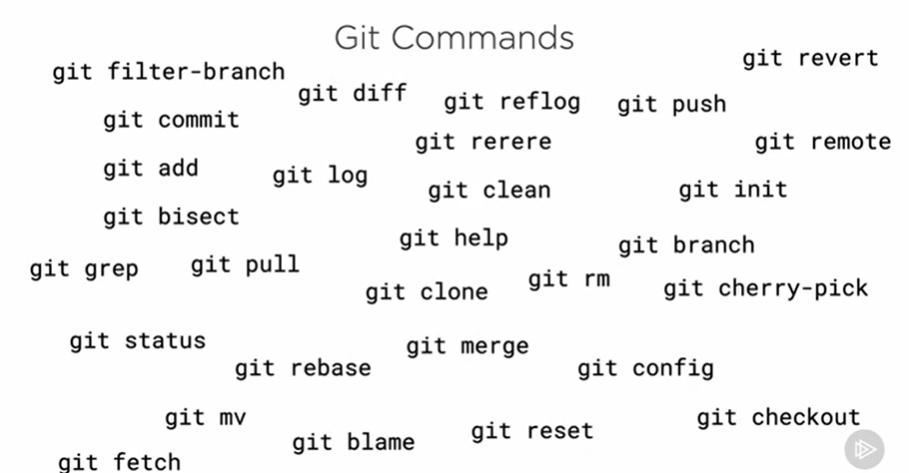 Git Commands
git revert
git filter-branch
git diff
git reflog
git push
git commit
git rerere
git remote
git add
git log
git clean
git init
git bisect
git help
git branch
git grep
git pull
git rm
git clone
git cherry-pick
git status
git merge
git rebase
git config
git mv
git checkout
git blame
git reset
git fetch